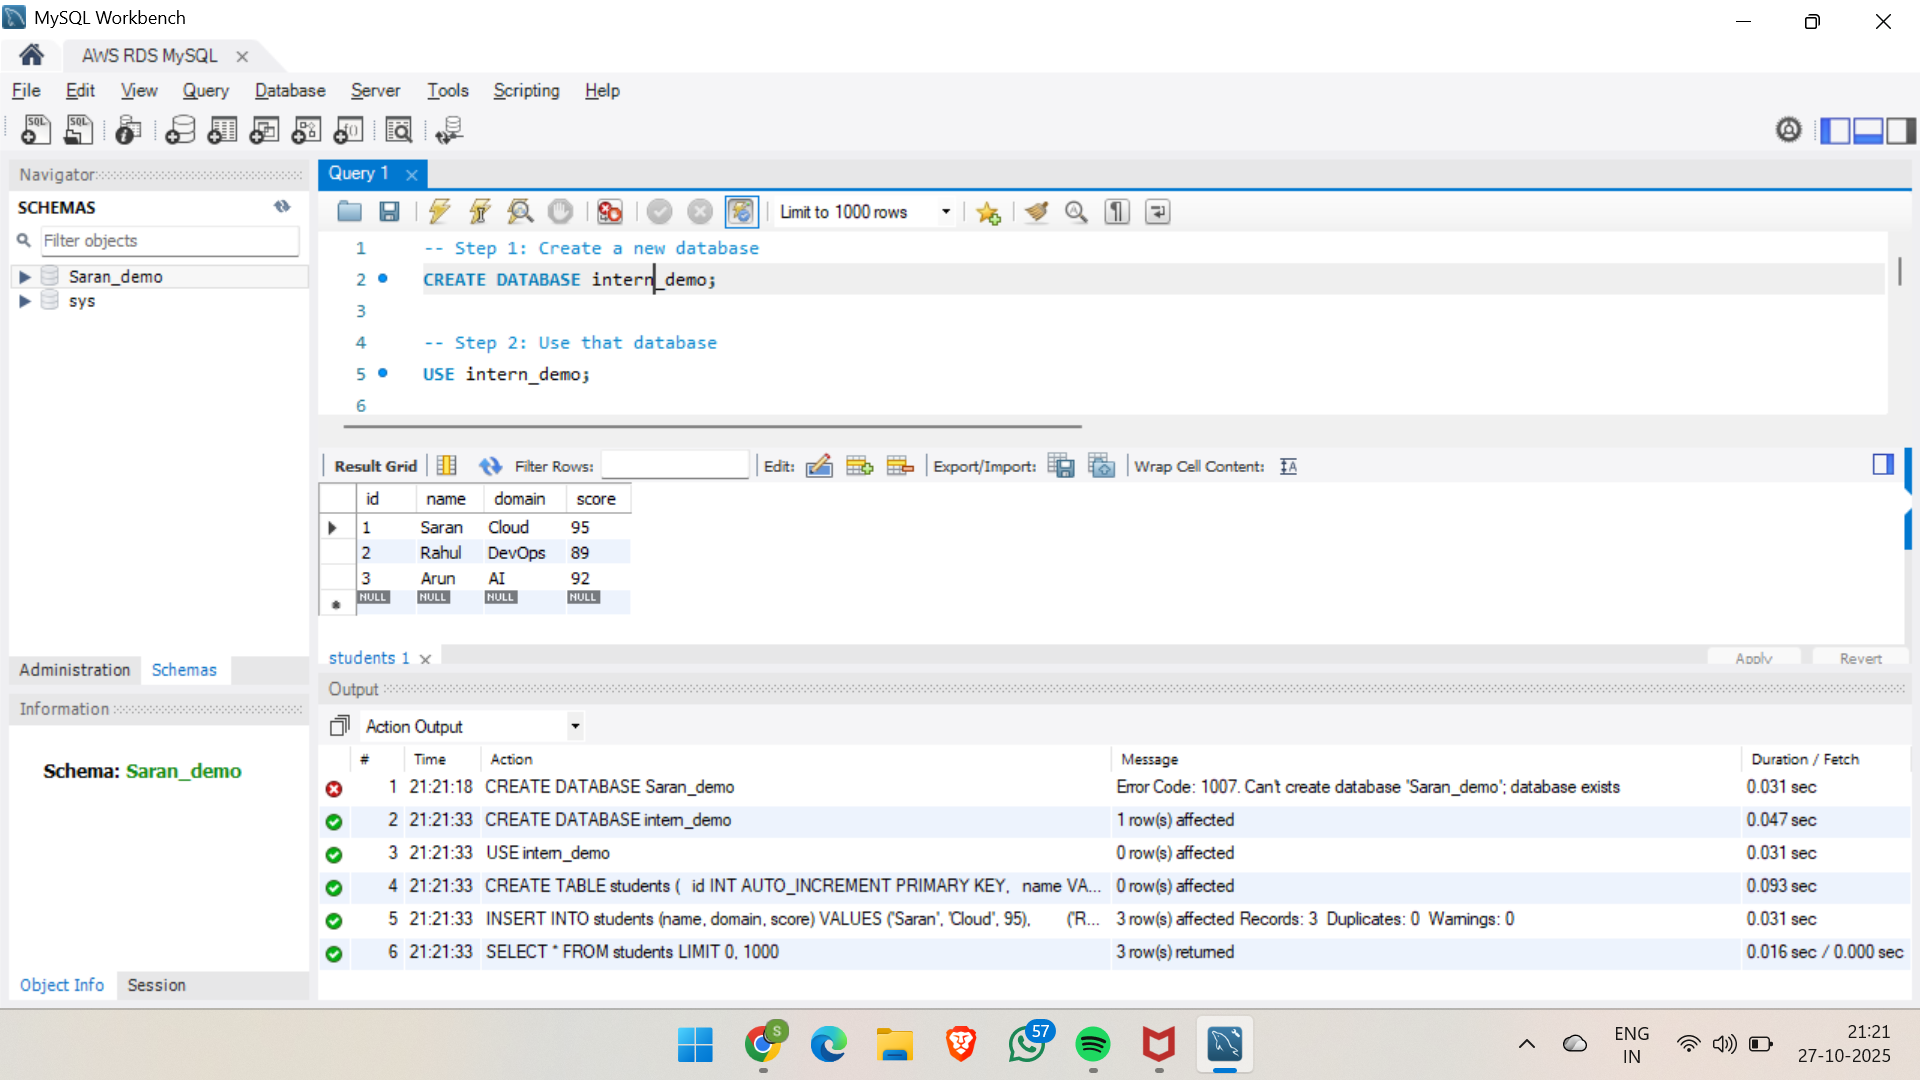 MySQL Workbench
AWS RDS MySQL
File Edit View Query Database Server Tools Scripting Help
Navigator
SCHEMAS
Filter objects
Saran_demo
sys
Administration Schemas
Information
Schema: Saran_demo
Object Info Session
Query 1
Limit to 1000 rows
1 -- Step 1: Create a new database
2 CREATE DATABASE intern_demo;
3
4 -- Step 2: Use that database
5 USE intern_demo;
6
Result Grid Filter Rows: Edit: Export/Import: Wrap Cell Content:
id name domain score
1 Saran Cloud 95
2 Rahul DevOps 89
3 Arun AI 92
NULL NULL NULL NULL
students 1
Apply Revert
Output
Action Output
# Time Action Message Duration / Fetch
1 21:21:18 CREATE DATABASE Saran_demo Error Code: 1007. Can't create database 'Saran_demo'; database exists 0.031 sec
2 21:21:33 CREATE DATABASE intern_demo 1 row(s) affected 0.047 sec
3 21:21:33 USE intern_demo 0 row(s) affected 0.031 sec
4 21:21:33 CREATE TABLE students ( id INT AUTO_INCREMENT PRIMARY KEY, name VA... 0 row(s) affected 0.093 sec
5 21:21:33 INSERT INTO students (name, domain, score) VALUES ('Saran', 'Cloud', 95), ('R... 3 row(s) affected Records: 3 Duplicates: 0 Warnings: 0 0.031 sec
6 21:21:33 SELECT * FROM students LIMIT 0, 1000 3 row(s) returned 0.016 sec / 0.000 sec
S
57
ENG
IN
21:21
27-10-2025